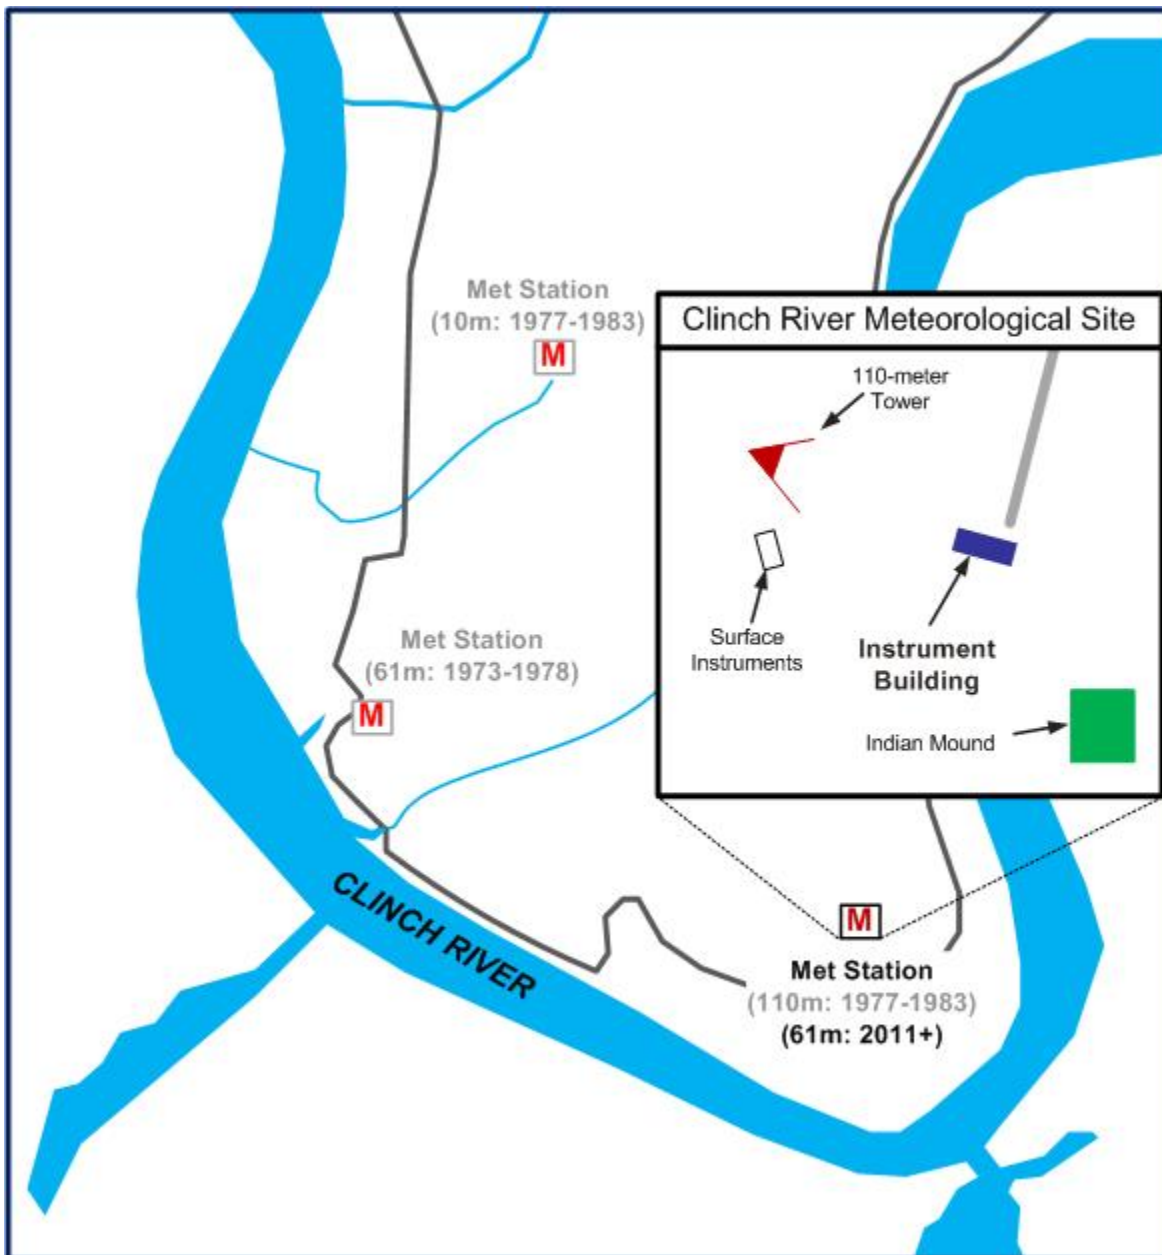 Met Station
(10m: 1977-1983)
M
Clinch River Meteorological Site
110-meter
Tower
Surface
Instruments
Instrument
Building
Indian Mound
Met Station
(61m: 1973-1978)
M
CLINCH RIVER
M
Met Station
(110m: 1977-1983)
(61m: 2011+)